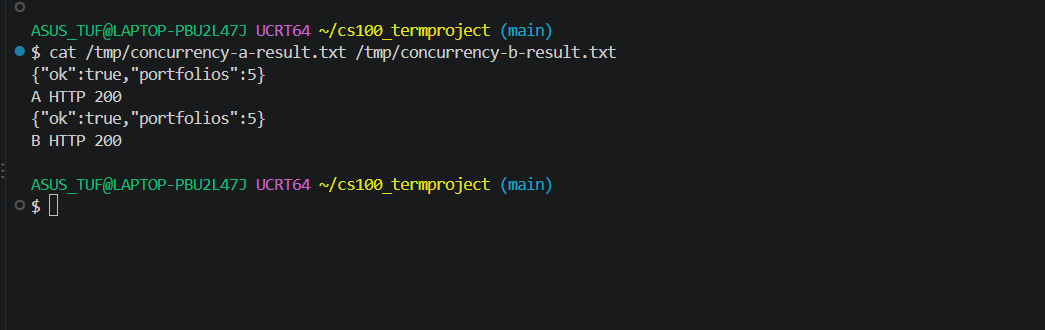 ASUS_TUF@LAPTOP-PBU2L47J UCRT64 ~/cs100_termproject (main)
$ cat /tmp/concurrency-a-result.txt /tmp/concurrency-b-result.txt
{"ok":true,"portfolios":5}
A HTTP 200
{"ok":true,"portfolios":5}
B HTTP 200
ASUS_TUF@LAPTOP-PBU2L47J UCRT64 ~/cs100_termproject (main)
$